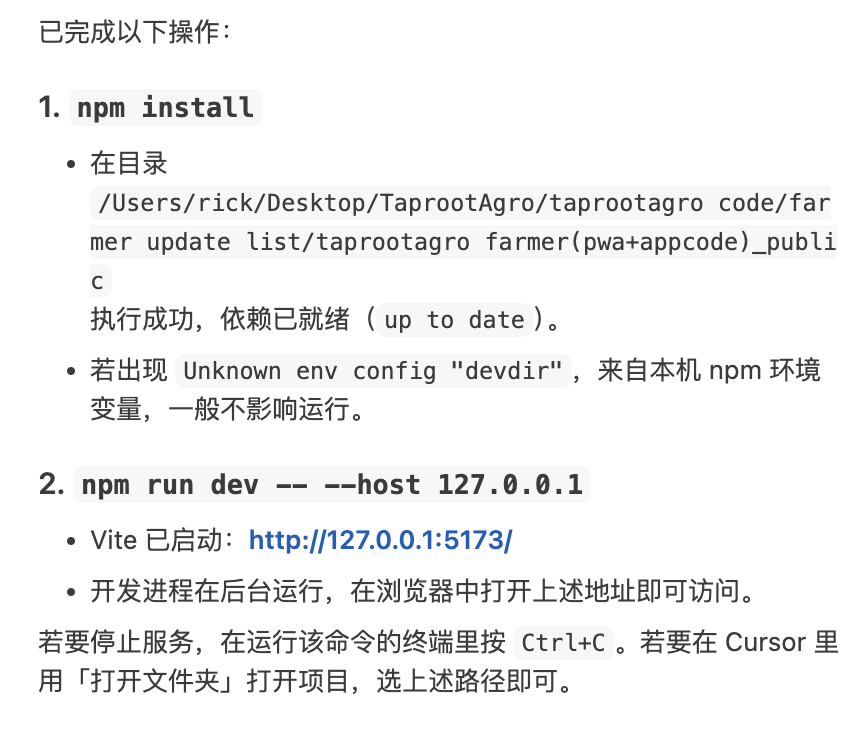 已完成以下操作：
1. npm install
• 在目录
/Users/rick/Desktop/TaprootAgro/taprootagro code/far
mer update list/taprootagro farmer(pwa+appcode)_publi
c
执行成功，依赖已就绪（up to date）。
• 若出现 Unknown env config "devdir"，来自本机 npm 环境
变量，一般不影响运行。
2. npm run dev -- --host 127.0.0.1
• Vite 已启动：http://127.0.0.1:5173/
• 开发进程在后台运行，在浏览器中打开上述地址即可访问。
若要停止服务，在运行该命令的终端里按 Ctrl+C。若要在 Cursor 里
用「打开文件夹」打开项目，选上述路径即可。